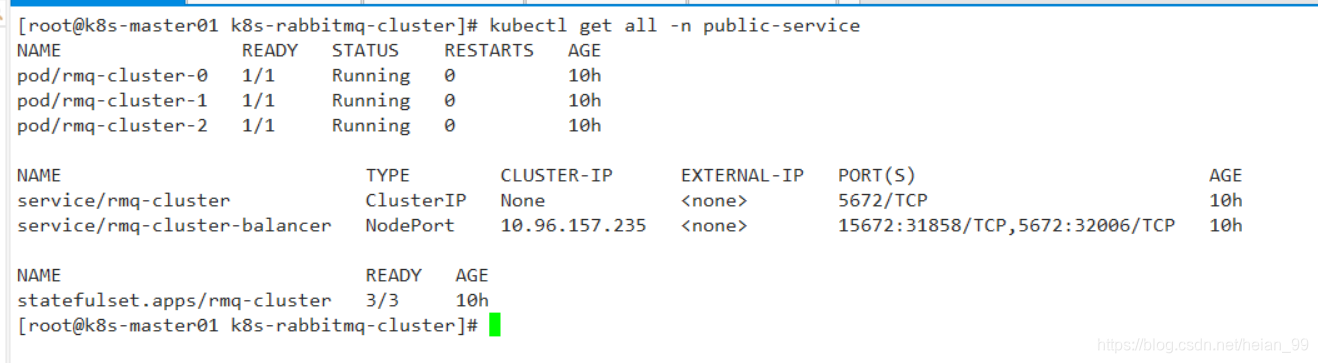 [root@k8s-master01 k8s-rabbitmq-cluster]# kubectl get all -n public-service
NAME READY STATUS RESTARTS AGE
pod/rmq-cluster-0 1/1 Running 0 10h
pod/rmq-cluster-1 1/1 Running 0 10h
pod/rmq-cluster-2 1/1 Running 0 10h
NAME TYPE CLUSTER-IP EXTERNAL-IP PORT(S) AGE
service/rmq-cluster ClusterIP None <none> 5672/TCP 10h
service/rmq-cluster-balancer NodePort 10.96.157.235 <none> 15672:31858/TCP,5672:32006/TCP 10h
NAME READY AGE
statefulset.apps/rmq-cluster 3/3 10h
[root@k8s-master01 k8s-rabbitmq-cluster]#
https://blog.csdn.net/heian_99